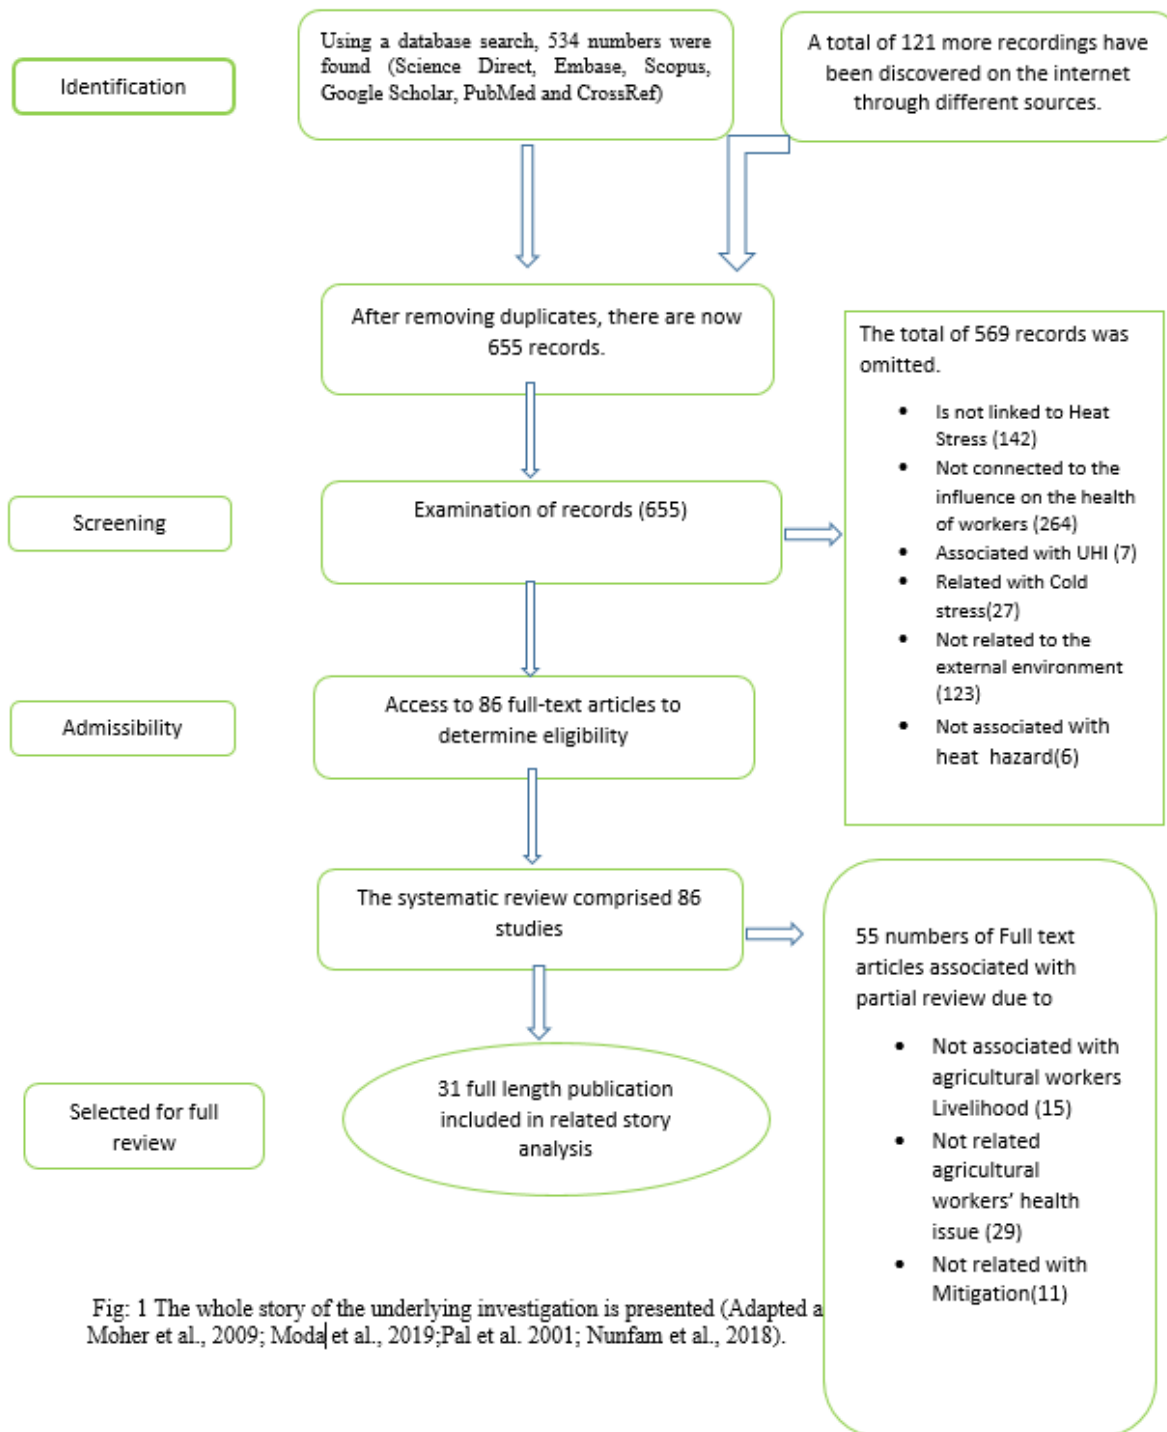 Identification
Using a database search, 534 numbers were
found (Science Direct, Embase, Scopus,
Google Scholar, PubMed and CrossRef)
A total of 121 more recordings have
been discovered on the internet
through different sources.
After removing duplicates, there are now
655 records.
Screening
Examination of records (655)
The total of 569 records was
omitted.
• Is not linked to Heat
Stress (142)
• Not connected to the
influence on the health
of workers (264)
• Associated with UHI (7)
• Related with Cold
stress(27)
• Not related to the
external environment
(123)
• Not associated with
heat hazard(6)
Admissibility
Access to 86 full-text articles to
determine eligibility
The systematic review comprised 86
studies
55 numbers of Full text
articles associated with
partial review due to
• Not associated with
agricultural workers
Livelihood (15)
• Not related
agricultural
workers’ health
issue (29)
• Not related with
Mitigation(11)
Selected for full
review
31 full length publication
included in related story
analysis
Fig: 1 The whole story of the underlying investigation is presented (Adapted a
Moher et al., 2009; Moda et al., 2019;Pal et al. 2001; Nunfam et al., 2018).